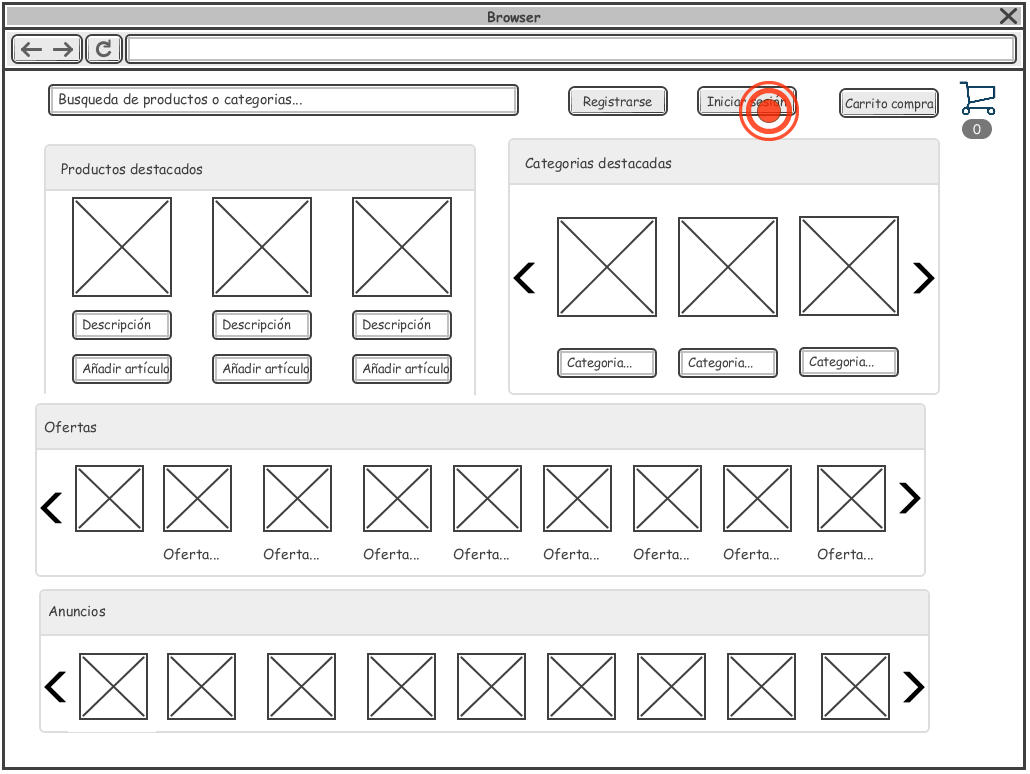 Browser
Busqueda de productos o categorias...
Registrarse
Iniciar sesión
Carrito compra
0
Productos destacados
Descripción
Descripción
Descripción
Añadir artículo
Añadir artículo
Añadir artículo
Categorias destacadas
Categoria...
Categoria...
Categoria...
Ofertas
Oferta...
Oferta...
Oferta...
Oferta...
Oferta...
Oferta...
Oferta...
Oferta...
Anuncios